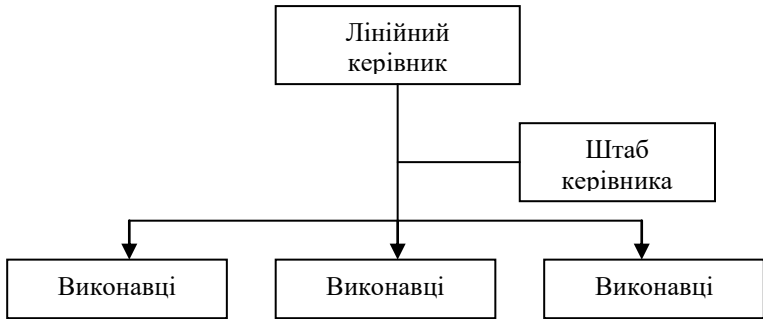 Лінійний
керівник
Штаб
керівника
Виконавці
Виконавці
Виконавці